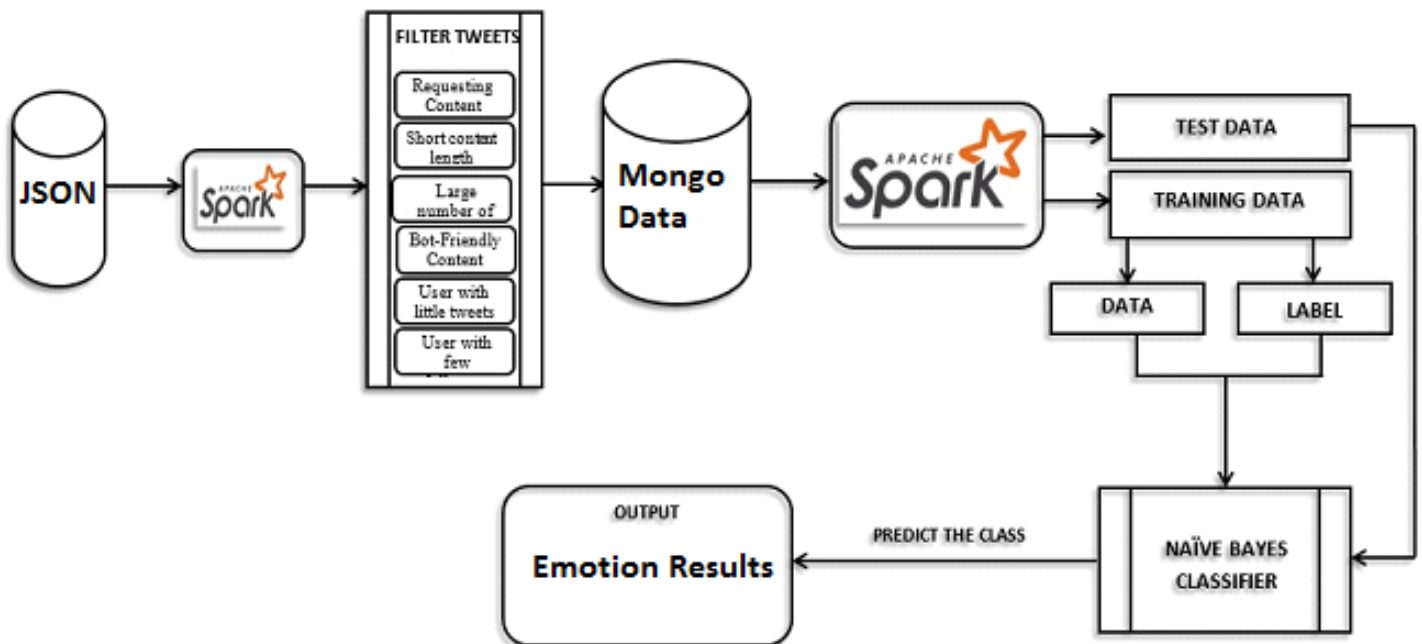 JSON
APACHE
Spark
FILTER TWEETS
Requesting
Content
Short content
length
Large
number of
Bot-Friendly
Content
User with
little tweets
User with
few
Mongo
Data
APACHE
Spark
TEST DATA
TRAINING DATA
DATA
LABEL
NAÏVE BAYES
CLASSIFIER
PREDICT THE CLASS
OUTPUT
Emotion Results